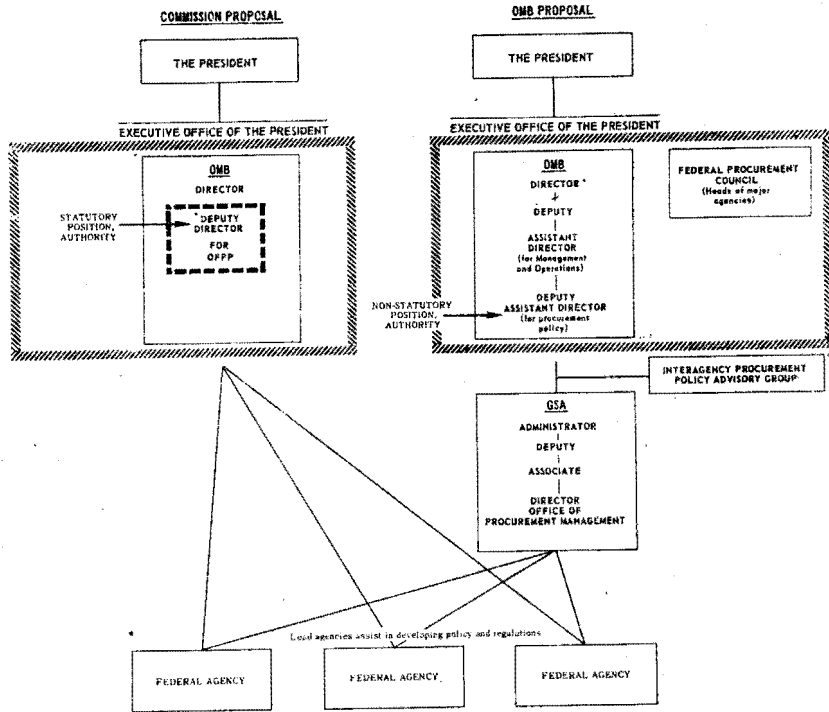 COMMISSION PROPOSAL
THE PRESIDENT
EXECUTIVE OFFICE OF THE PRESIDENT
OMB
DIRECTOR
STATUTORY
POSITION,
AUTHORITY
DEPUTY
DIRECTOR
FOR
OFPP
OMB PROPOSAL
THE PRESIDENT
EXECUTIVE OFFICE OF THE PRESIDENT
OMB
DIRECTOR
DEPUTY
ASSISTANT
DIRECTOR
(for Management
and Operations)
NON-STATUTORY
POSITION,
AUTHORITY
DEPUTY
ASSISTANT DIRECTOR
(for procurement
policy)
FEDERAL PROCUREMENT
COUNCIL
(Heads of major
agencies)
INTERAGENCY PROCUREMENT
POLICY ADVISORY GROUP
GSA
ADMINISTRATOR
DEPUTY
ASSOCIATE
DIRECTOR
OFFICE OF
PROCUREMENT MANAGEMENT
Lead agencies assist in developing policy and regulations
FEDERAL AGENCY
FEDERAL AGENCY
FEDERAL AGENCY